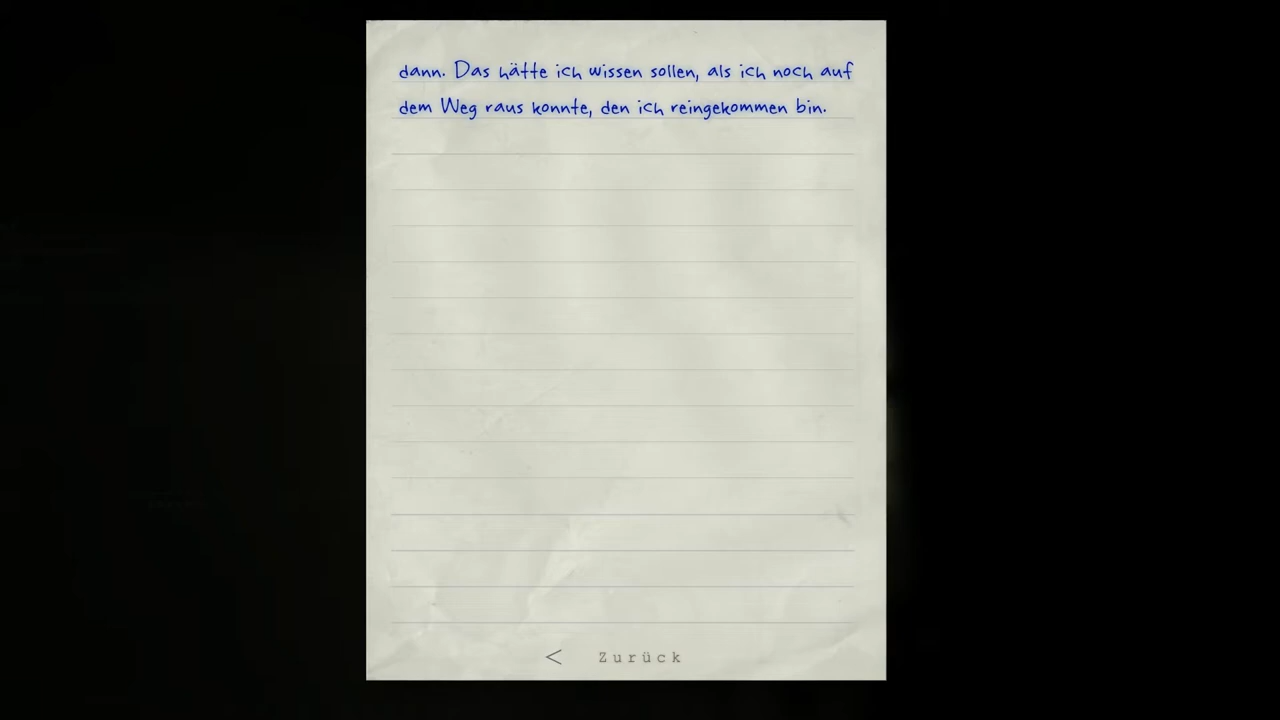 dann. Das hätte ich wissen sollen, als ich noch auf
dem Weg raus konnte, den ich reingekommen bin.
< Zurück